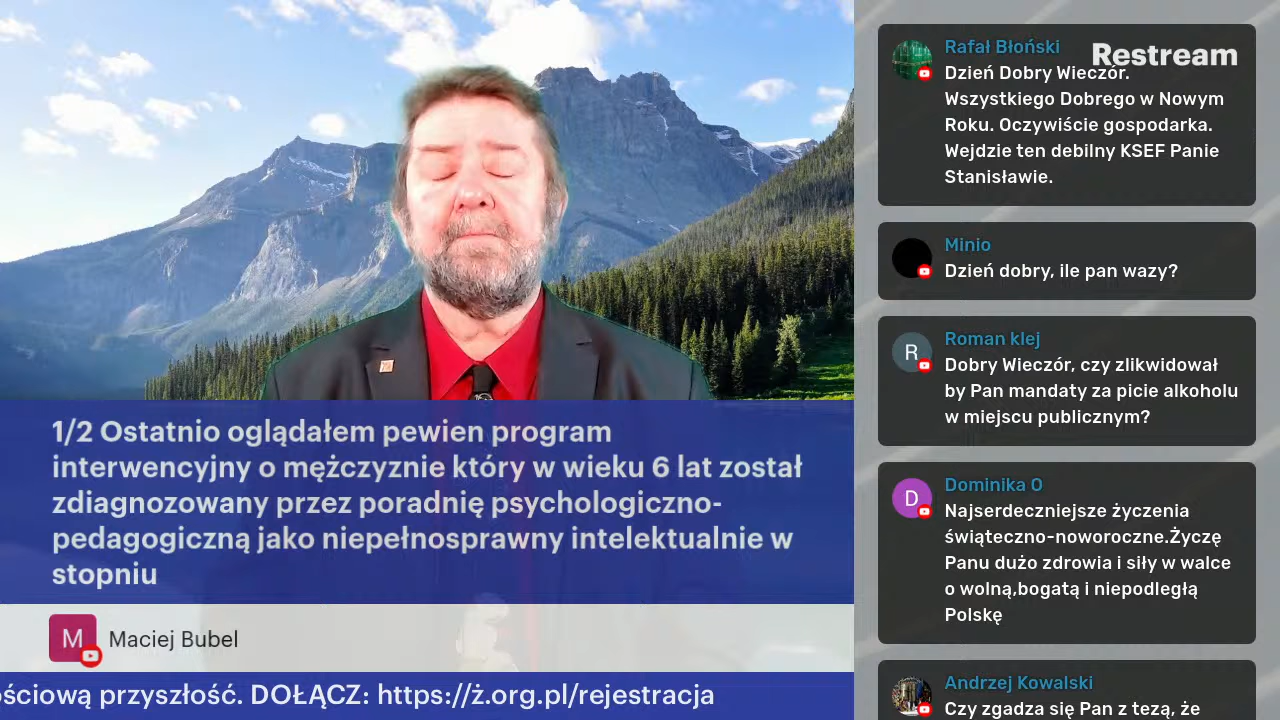 1/2 Ostatnio oglądałem pewien program
interwencyjny o mężczyznie który w wieku 6 lat został
zdiagnozowany przez poradnię psychologiczno-
pedagogiczną jako niepełnosprawny intelektualnie w
stopniu
M
Maciej Bubel
ościową przyszłość. DOŁĄCZ: https://ż.org.pl/rejestracja
Restream
Rafał Błoński
Dzień Dobry Wieczór.
Wszystkiego Dobrego w Nowym
Roku. Oczywiście gospodarka.
Wejdzie ten debilny KSEF Panie
Stanisławie.
Minio
Dzień dobry, ile pan wazy?
R
Roman klej
Dobry Wieczór, czy zlikwidował
by Pan mandaty za picie alkoholu
w miejscu publicznym?
D
Dominika O
Najserdeczniejsze życzenia
świąteczno-noworoczne.Życzę
Panu dużo zdrowia i siły w walce
o wolną,bogatą i niepodległą
Polskę
Andrzej Kowalski
Czy zgadza się Pan z tezą, że